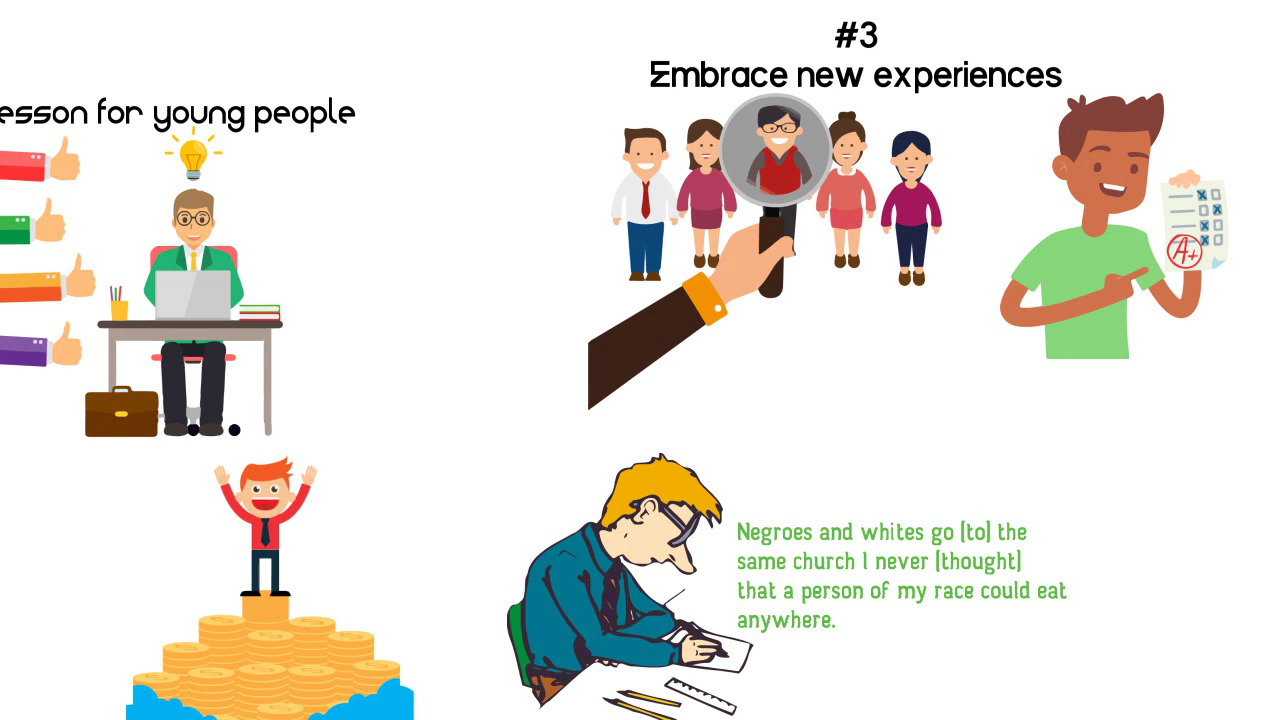 esson for young people
#3
Embrace new experiences
A+
Negroes and whites go (to) the
same church I never (thought)
that a person of my race could eat
anywhere.